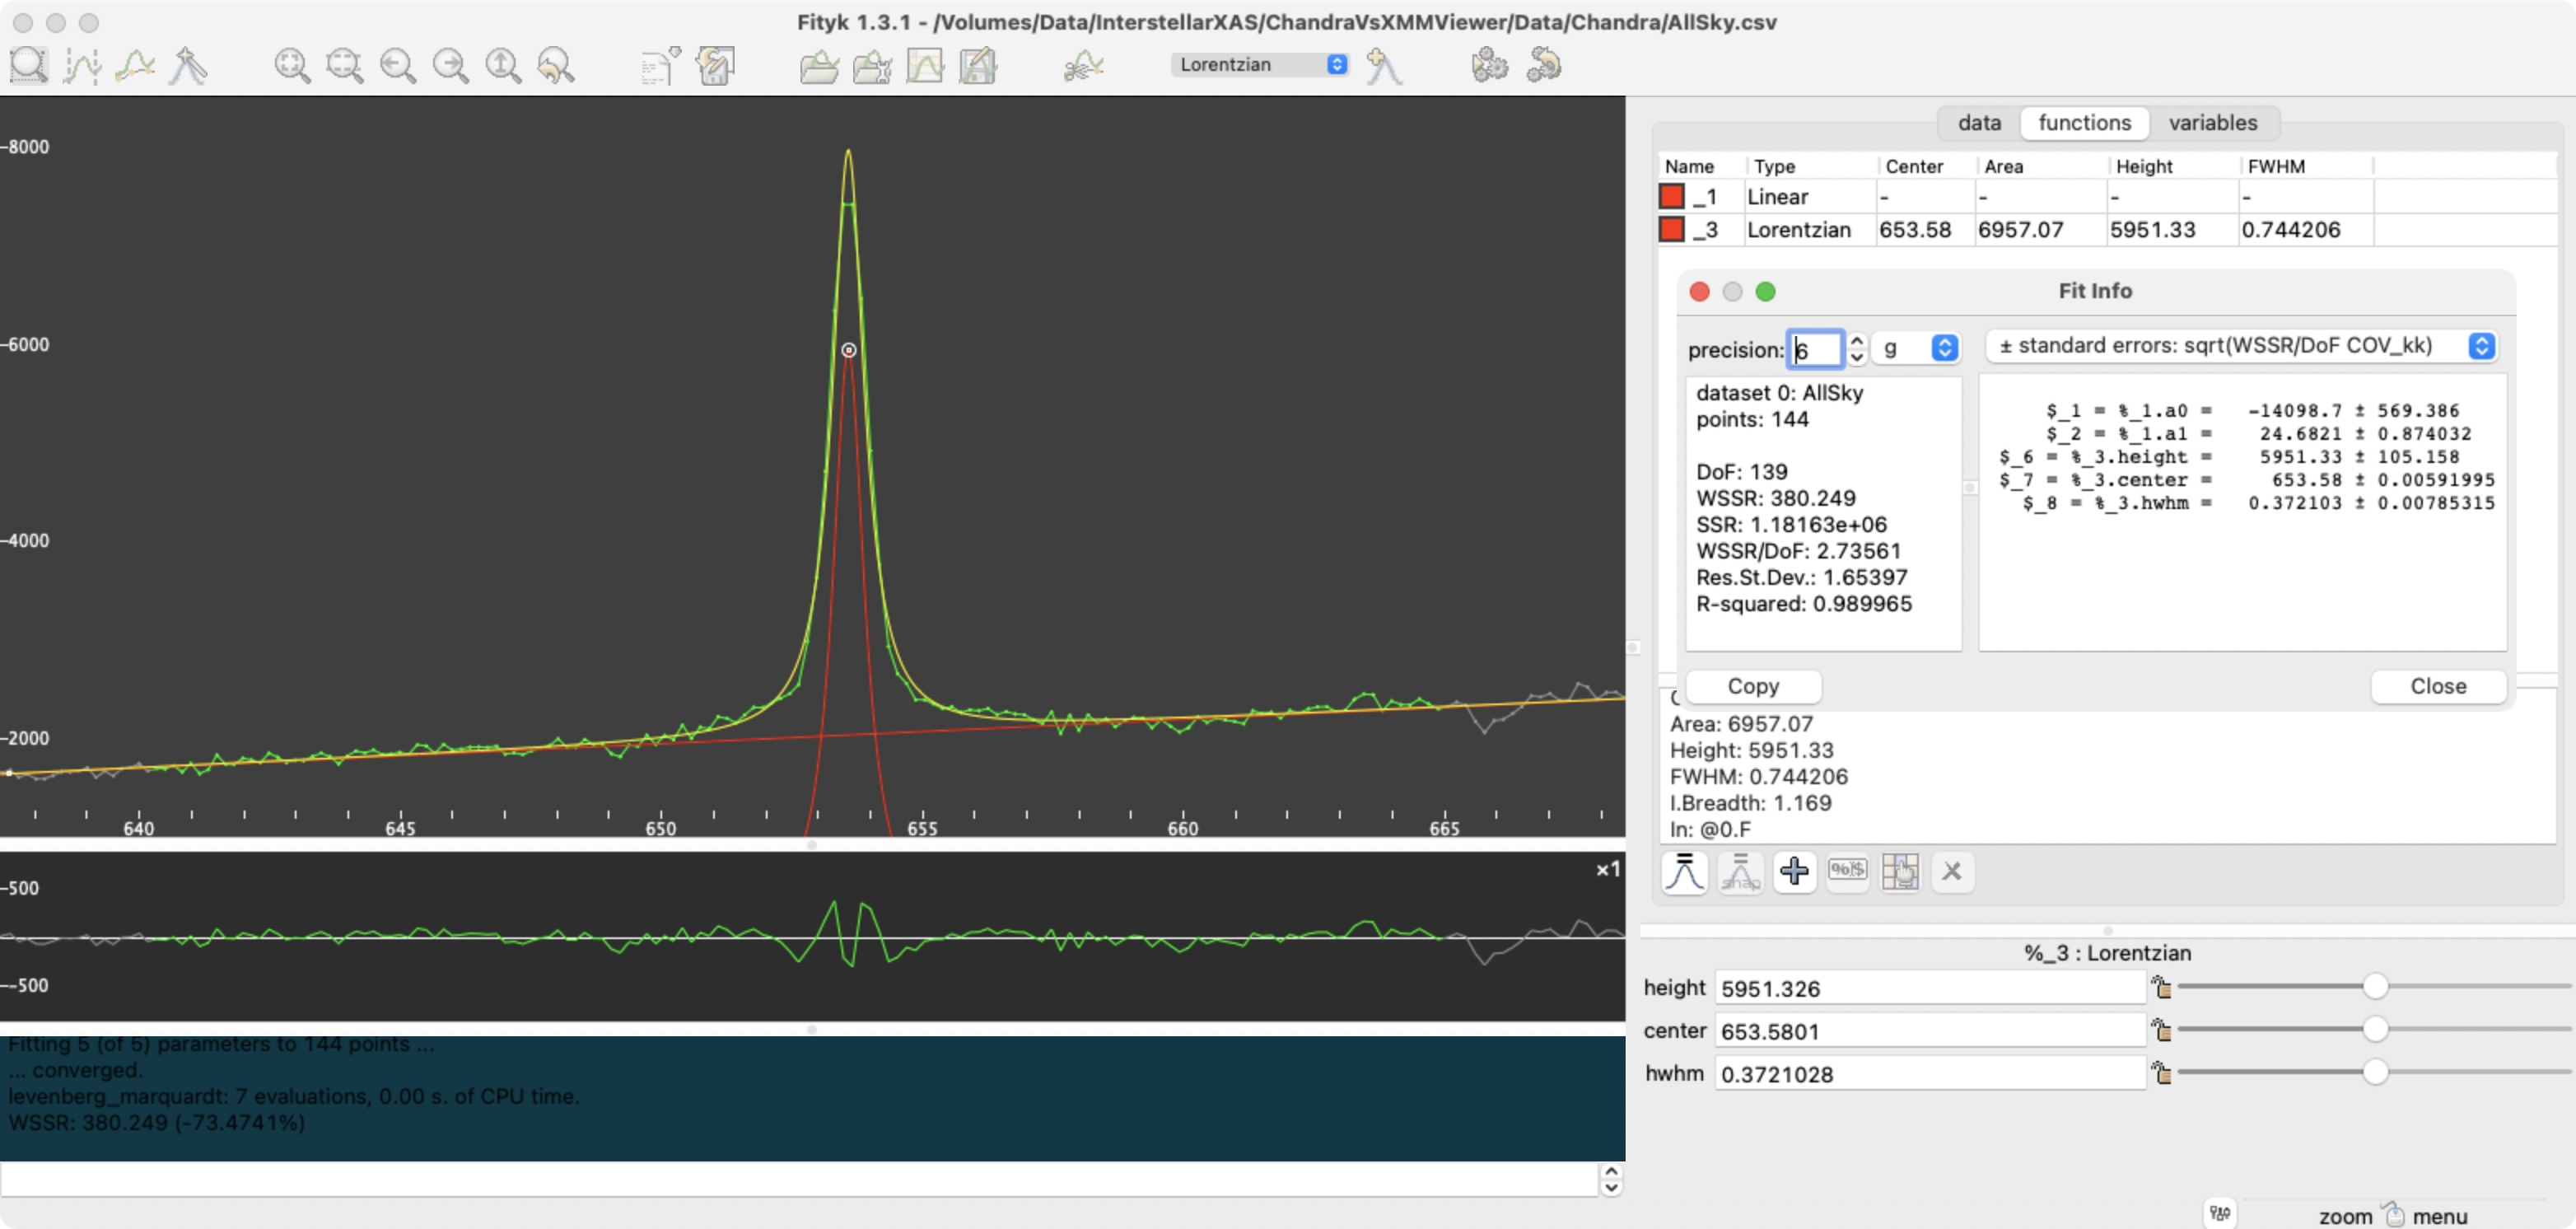 Fityk 1.3.1 - /Volumes/Data/InterstellarXAS/ChandraVsXMMViewer/Data/Chandra/AllSky.csv
Lorentzian
8000
6000
4000
2000
640 645 650 655 660 665
×1
500
-500
Fitting 5 (of 5) parameters to 144 points ...
... converged.
levenberg_marquardt: 7 evaluations, 0.00 s. of CPU time.
WSSR: 380.249 (-73.4741%)
data functions variables
Name Type Center Area Height FWHM
_1 Linear - - - -
_3 Lorentzian 653.58 6957.07 5951.33 0.744206
Fit Info
precision: 6 g ± standard errors: sqrt(WSSR/DoF COV_kk)
dataset 0: AllSky
points: 144
DoF: 139
WSSR: 380.249
SSR: 1.18163e+06
WSSR/DoF: 2.73561
Res.St.Dev.: 1.65397
R-squared: 0.989965
$_1 = %_1.a0 = -14098.7 ± 569.386
$_2 = %_1.a1 = 24.6821 ± 0.874032
$_6 = %_3.height = 5951.33 ± 105.158
$_7 = %_3.center = 653.58 ± 0.00591995
$_8 = %_3.hwhm = 0.372103 ± 0.00785315
Copy Close
Area: 6957.07
Height: 5951.33
FWHM: 0.744206
I.Breadth: 1.169
In: @0.F
snap %$
%_3 : Lorentzian
height 5951.326
center 653.5801
hwhm 0.3721028
zoom menu